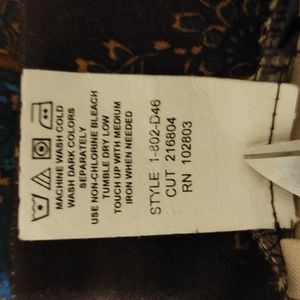 MACHINE WASH COLD
WASH DARK COLORS
SEPARATELY
USE NON-CHLORINE BLEACH
TUMBLE DRY LOW
TOUCH UP WITH MEDIUM
IRON WHEN NEEDED
STYLE 1-802-D46
CUT 216804
RN 102803